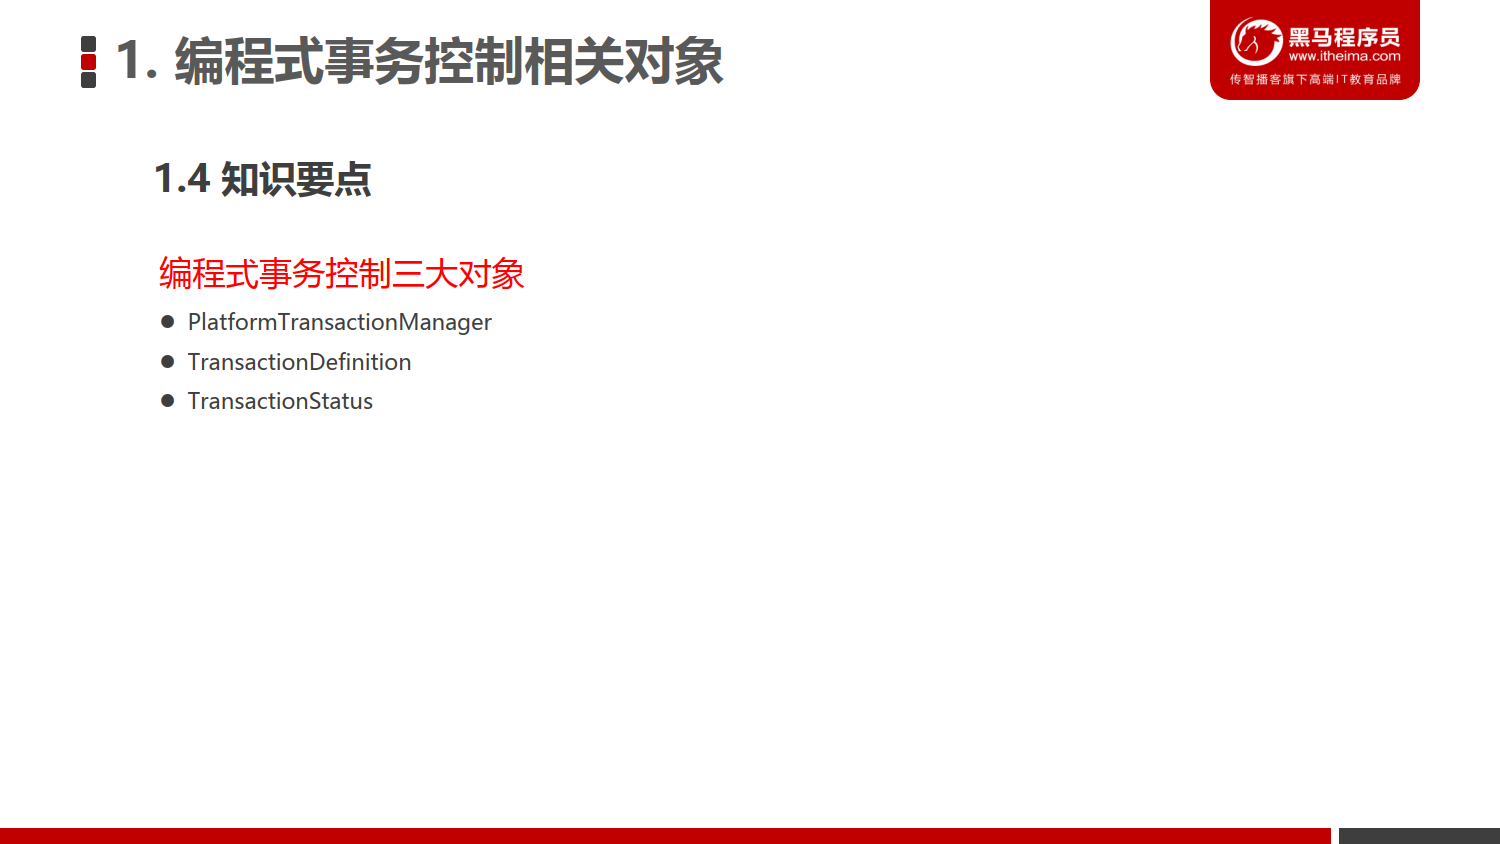 1. 编程式事务控制相关对象
黑马程序员
www.itheima.com
传智播客旗下高端IT教育品牌
1.4 知识要点
编程式事务控制三大对象
● PlatformTransactionManager
● TransactionDefinition
● TransactionStatus